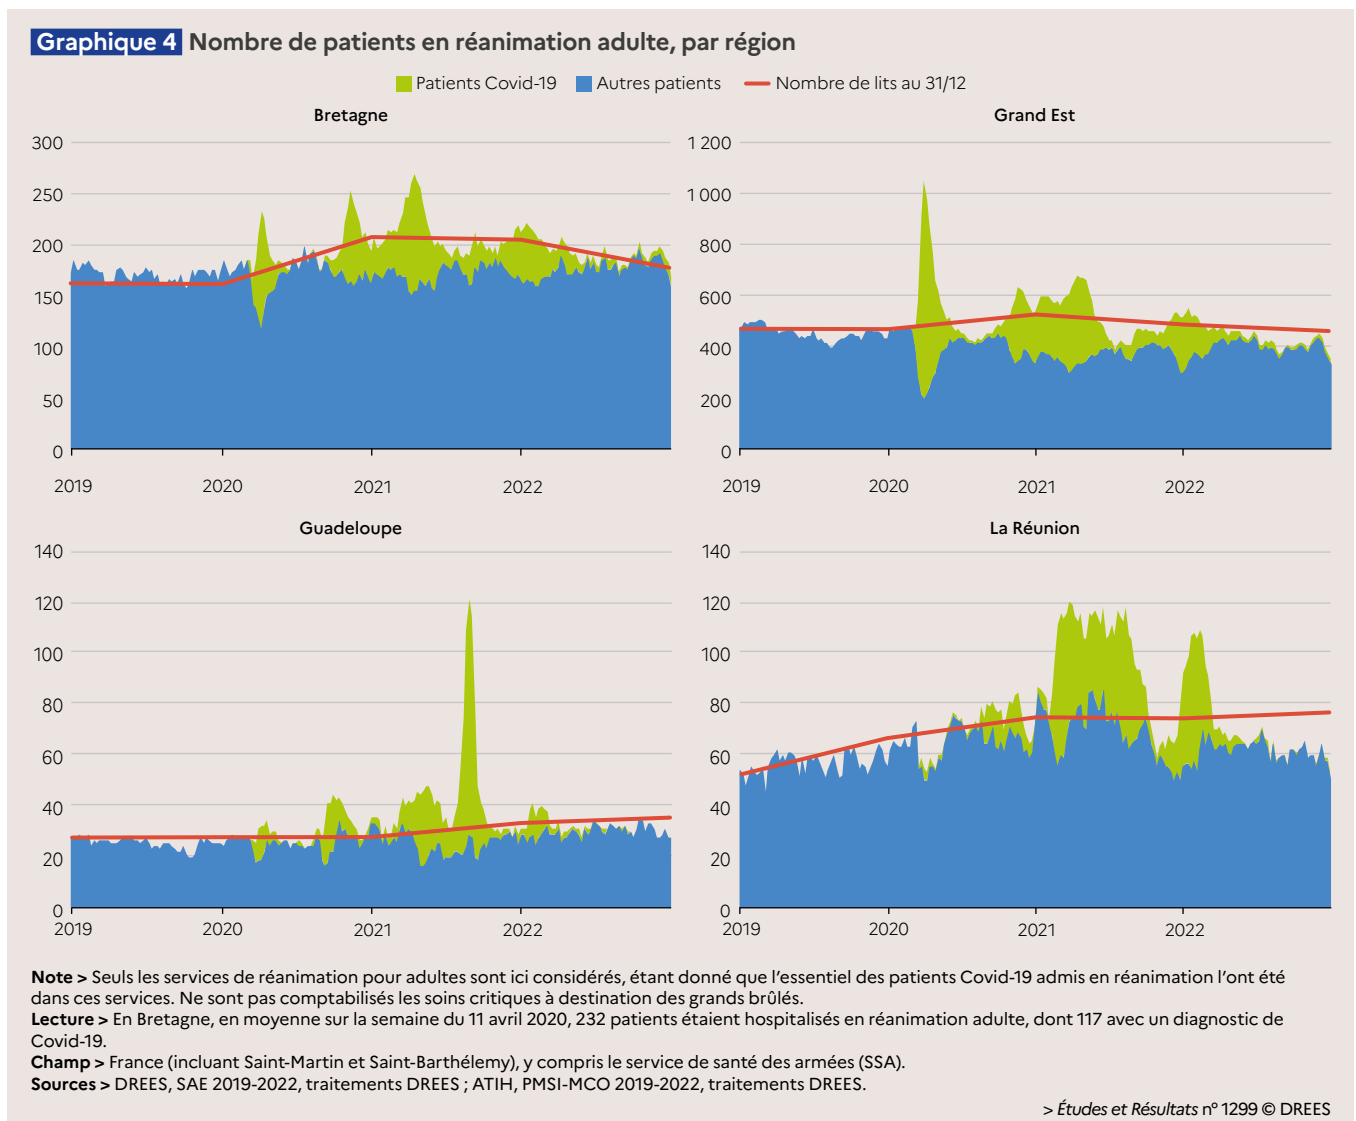 Graphique 4 Nombre de patients en réanimation adulte, par région
Patients Covid-19 Autres patients Nombre de lits au 31/12
Bretagne
300
250
200
150
100
50
0
2019 2020 2021 2022
Grand Est
1 200
1 000
800
600
400
200
0
2019 2020 2021 2022
Guadeloupe
140
120
100
80
60
40
20
0
2019 2020 2021 2022
La Réunion
140
120
100
80
60
40
20
0
2019 2020 2021 2022
Note > Seuls les services de réanimation pour adultes sont ici considérés, étant donné que l’essentiel des patients Covid-19 admis en réanimation l’ont été
dans ces services. Ne sont pas comptabilisés les soins critiques à destination des grands brûlés.
Lecture > En Bretagne, en moyenne sur la semaine du 11 avril 2020, 232 patients étaient hospitalisés en réanimation adulte, dont 117 avec un diagnostic de
Covid-19.
Champ > France (incluant Saint-Martin et Saint-Barthélemy), y compris le service de santé des armées (SSA).
Sources > DREES, SAE 2019-2022, traitements DREES ; ATIH, PMSI-MCO 2019-2022, traitements DREES.
> Études et Résultats n° 1299 © DREES